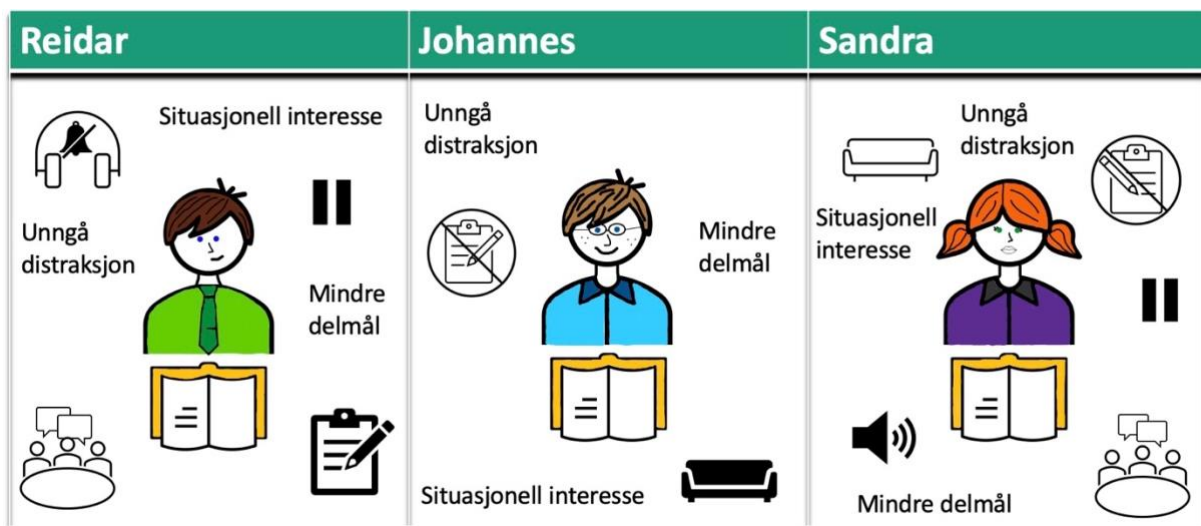 Reidar
Situasjonell interesse
Unngå
distraksjon
Mindre
delmål
Johannes
Unngå
distraksjon
Mindre
delmål
Situasjonell interesse
Sandra
Unngå
distraksjon
Situasjonell
interesse
Mindre delmål